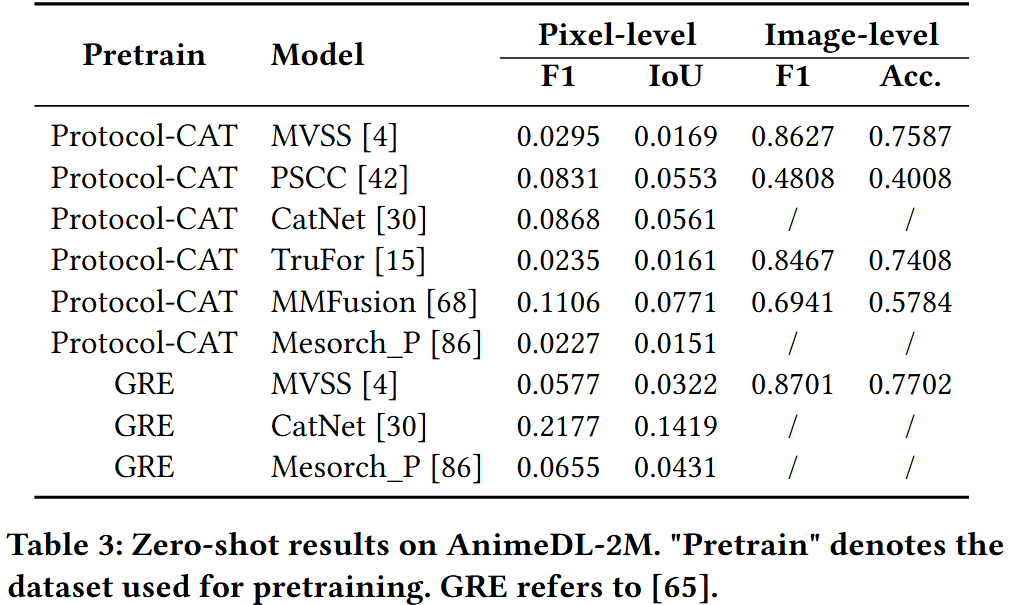 Pretrain Model Pixel-level Image-level
F1 IoU F1 Acc.
Protocol-CAT MVSS [4] 0.0295 0.0169 0.8627 0.7587
Protocol-CAT PSCC [42] 0.0831 0.0553 0.4808 0.4008
Protocol-CAT CatNet [30] 0.0868 0.0561 / /
Protocol-CAT TruFor [15] 0.0235 0.0161 0.8467 0.7408
Protocol-CAT MMFusion [68] 0.1106 0.0771 0.6941 0.5784
Protocol-CAT Mesorch_P [86] 0.0227 0.0151 / /
GRE MVSS [4] 0.0577 0.0322 0.8701 0.7702
GRE CatNet [30] 0.2177 0.1419 / /
GRE Mesorch_P [86] 0.0655 0.0431 / /
Table 3: Zero-shot results on AnimeDL-2M. "Pretrain" denotes the
dataset used for pretraining. GRE refers to [65].